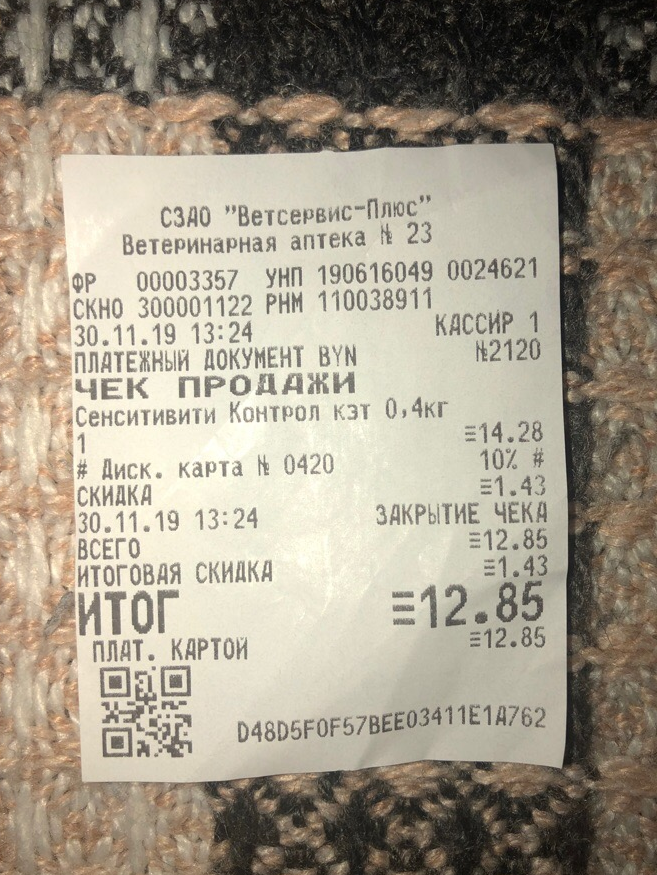 СЗАО "Ветсервис-Плюс"
Ветеринарная аптека № 23
ФР 00003357 УНП 190616049 0024621
СКНО 300001122 РНМ 110038911
30.11.19 13:24 КАССИР 1
ПЛАТЕЖНЫЙ ДОКУМЕНТ BYN №2120
ЧЕК ПРОДАЖИ
Сенситивити Контрол кэт 0,4кг
1 ≡14.28
# Диск. карта № 0420 10% #
СКИДКА ≡1.43
30.11.19 13:24 ЗАКРЫТИЕ ЧЕКА
ВСЕГО ≡12.85
ИТОГОВАЯ СКИДКА ≡1.43
ИТОГ ≡12.85
ПЛАТ. КАРТОЙ ≡12.85
D48D5F0F57BEE03411E1A762